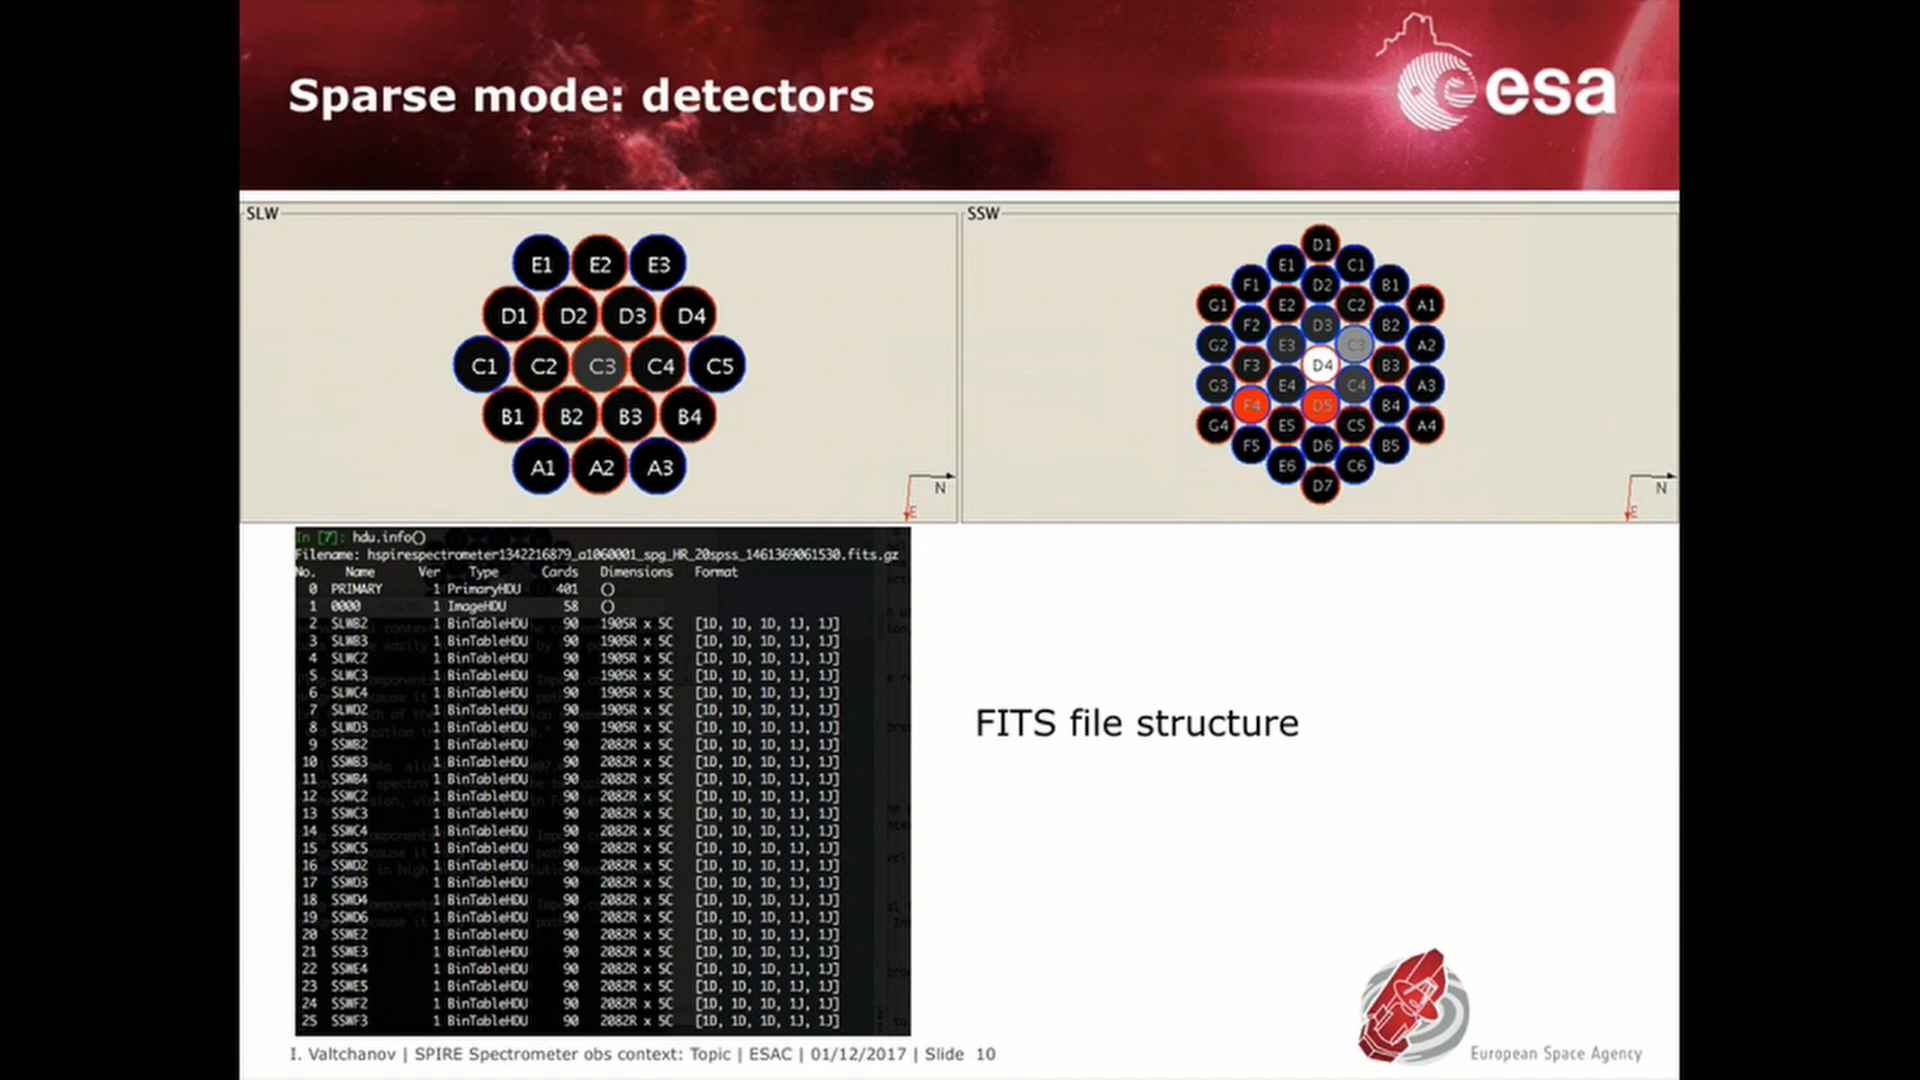 Sparse mode: detectors
esa
SLW
E1 E2 E3
D1 D2 D3 D4
C1 C2 C3 C4 C5
B1 B2 B3 B4
A1 A2 A3
N
E
SSW
D1
E1 C1
F1 D2 B1
G1 E2 C2 A1
F2 D3 B2
G2 E3 C3 A2
F3 D4 B3
G3 E4 C4 A3
F4 D5 B4
G4 E5 C5 A4
F5 D6 B5
E6 C6
D7
N
E
In [7]: hdu.info()
Filename: hspirespectrometer1342216879_a1060001_spg_HR_20spss_1461369061530.fits.gz
No. Name Ver Type Cards Dimensions Format
0 PRIMARY 1 PrimaryHDU 401 ()
1 0000 1 ImageHDU 58 ()
2 SLWB2 1 BinTableHDU 90 1905R x 5C [1D, 1D, 1D, 1J, 1J]
3 SLWB3 1 BinTableHDU 90 1905R x 5C [1D, 1D, 1D, 1J, 1J]
4 SLWC2 1 BinTableHDU 90 1905R x 5C [1D, 1D, 1D, 1J, 1J]
5 SLWC3 1 BinTableHDU 90 1905R x 5C [1D, 1D, 1D, 1J, 1J]
6 SLWC4 1 BinTableHDU 90 1905R x 5C [1D, 1D, 1D, 1J, 1J]
7 SLWD2 1 BinTableHDU 90 1905R x 5C [1D, 1D, 1D, 1J, 1J]
8 SLWD3 1 BinTableHDU 90 1905R x 5C [1D, 1D, 1D, 1J, 1J]
9 SSWB2 1 BinTableHDU 90 2082R x 5C [1D, 1D, 1D, 1J, 1J]
10 SSWB3 1 BinTableHDU 90 2082R x 5C [1D, 1D, 1D, 1J, 1J]
11 SSWB4 1 BinTableHDU 90 2082R x 5C [1D, 1D, 1D, 1J, 1J]
12 SSWC2 1 BinTableHDU 90 2082R x 5C [1D, 1D, 1D, 1J, 1J]
13 SSWC3 1 BinTableHDU 90 2082R x 5C [1D, 1D, 1D, 1J, 1J]
14 SSWC4 1 BinTableHDU 90 2082R x 5C [1D, 1D, 1D, 1J, 1J]
15 SSWC5 1 BinTableHDU 90 2082R x 5C [1D, 1D, 1D, 1J, 1J]
16 SSWD2 1 BinTableHDU 90 2082R x 5C [1D, 1D, 1D, 1J, 1J]
17 SSWD3 1 BinTableHDU 90 2082R x 5C [1D, 1D, 1D, 1J, 1J]
18 SSWD4 1 BinTableHDU 90 2082R x 5C [1D, 1D, 1D, 1J, 1J]
19 SSWD6 1 BinTableHDU 90 2082R x 5C [1D, 1D, 1D, 1J, 1J]
20 SSWE2 1 BinTableHDU 90 2082R x 5C [1D, 1D, 1D, 1J, 1J]
21 SSWE3 1 BinTableHDU 90 2082R x 5C [1D, 1D, 1D, 1J, 1J]
22 SSWE4 1 BinTableHDU 90 2082R x 5C [1D, 1D, 1D, 1J, 1J]
23 SSWE5 1 BinTableHDU 90 2082R x 5C [1D, 1D, 1D, 1J, 1J]
24 SSWF2 1 BinTableHDU 90 2082R x 5C [1D, 1D, 1D, 1J, 1J]
25 SSWF3 1 BinTableHDU 90 2082R x 5C [1D, 1D, 1D, 1J, 1J]
FITS file structure
I. Valtchanov | SPIRE Spectrometer obs context: Topic | ESAC | 01/12/2017 | Slide 10
European Space Agency